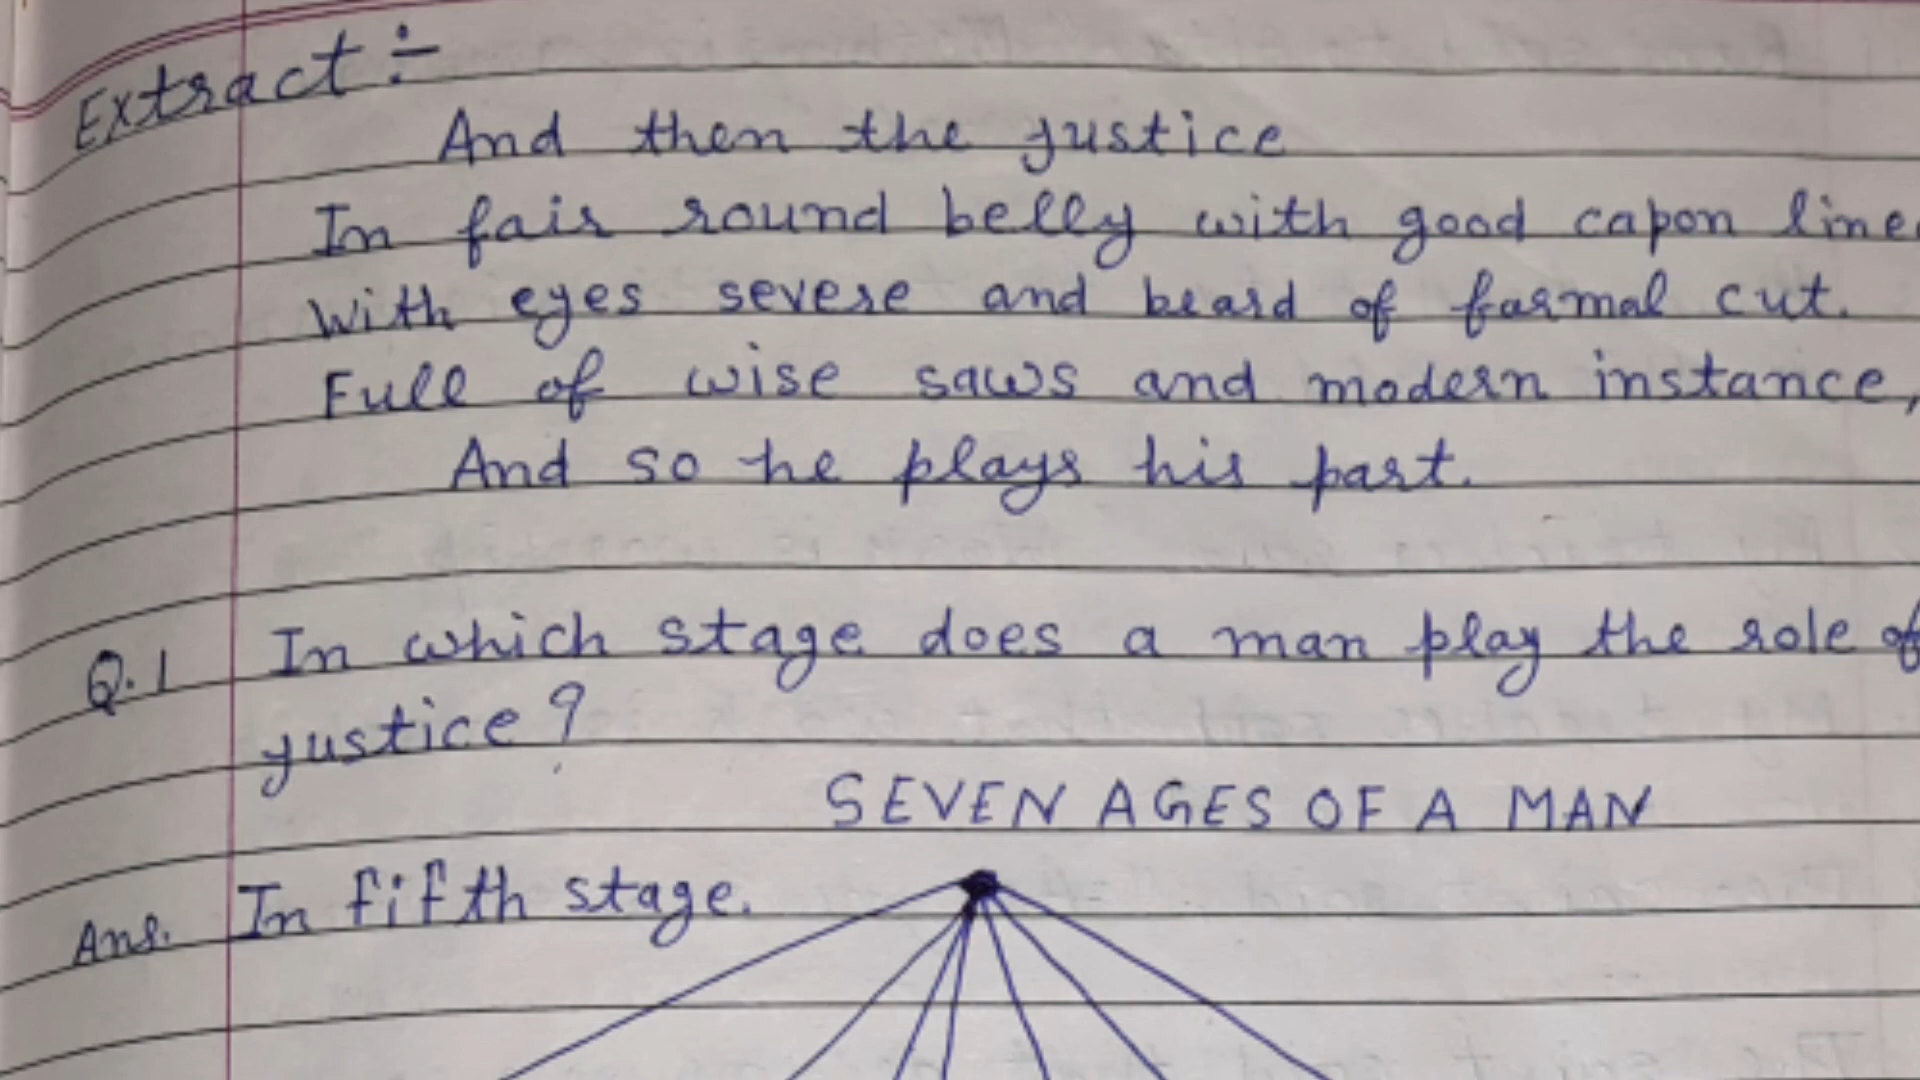 Extract :-
And then the justice
In fair round belly with good capon line
With eyes severe and beard of formal cut.
Full of wise saws and modern instance,
And so he plays his part.
Q.1 In which stage does a man play the role of
justice?
SEVEN AGES OF A MAN
Ans. In fifth stage.